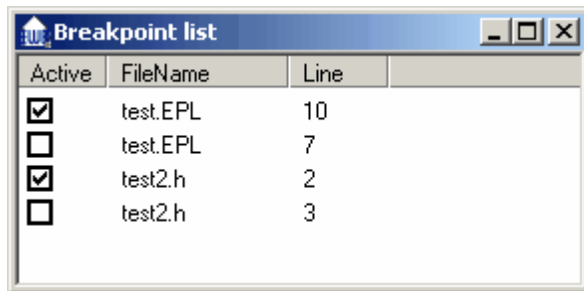 Breakpoint list
Active FileName Line
test.EPL 10
test.EPL 7
test2.h 2
test2.h 3